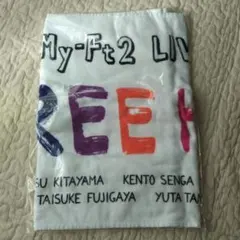 My-Ft2 LIV
REE H
SU KITAYAMA KENTO SENGA
TAISUKE FUJIGAYA YUTA TA